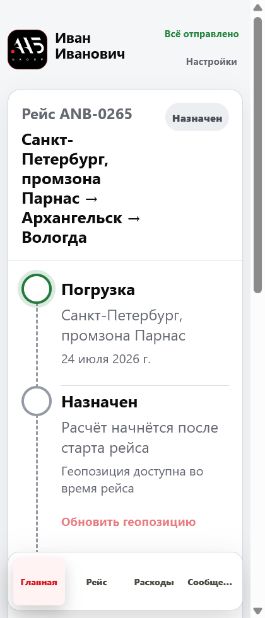 ANB
GROUP
Иван
Иванович
Всё отправлено
Настройки
Рейс ANB-0265
Назначен
Санкт-
Петербург,
промзона
Парнас →
Архангельск →
Вологда
Погрузка
Санкт-Петербург,
промзона Парнас
24 июля 2026 г.
Назначен
Расчёт начнётся после
старта рейса
Геопозиция доступна во
время рейса
Обновить геопозицию
Главная
Рейс
Расходы
Сообще...